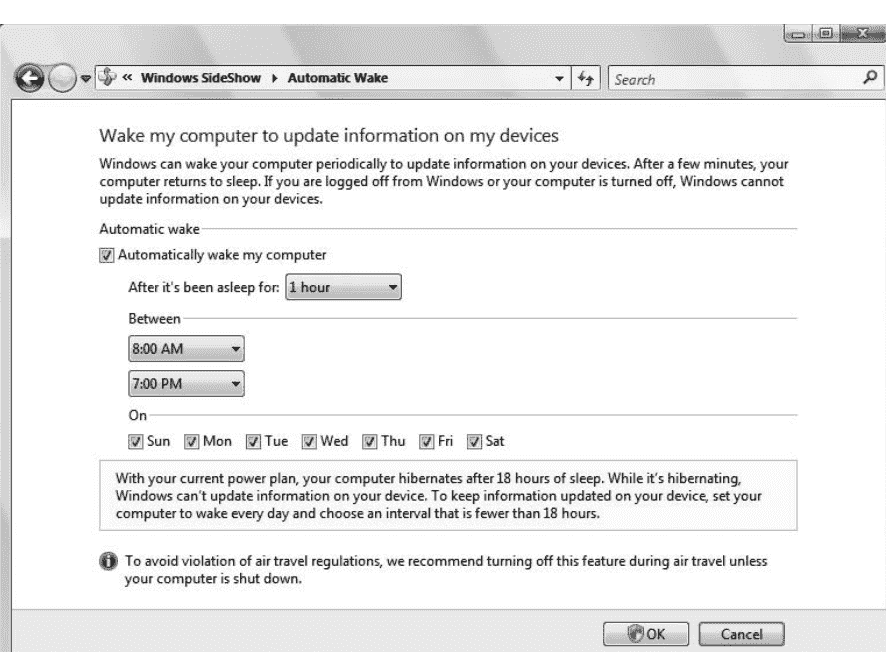 « Windows SideShow ▸ Automatic Wake
Search
Wake my computer to update information on my devices
Windows can wake your computer periodically to update information on your devices. After a few minutes, your
computer returns to sleep. If you are logged off from Windows or your computer is turned off, Windows cannot
update information on your devices.
Automatic wake
Automatically wake my computer
After it's been asleep for: 1 hour
Between
8:00 AM
7:00 PM
On
Sun Mon Tue Wed Thu Fri Sat
With your current power plan, your computer hibernates after 18 hours of sleep. While it's hibernating,
Windows can't update information on your device. To keep information updated on your device, set your
computer to wake every day and choose an interval that is fewer than 18 hours.
To avoid violation of air travel regulations, we recommend turning off this feature during air travel unless
your computer is shut down.
OK Cancel